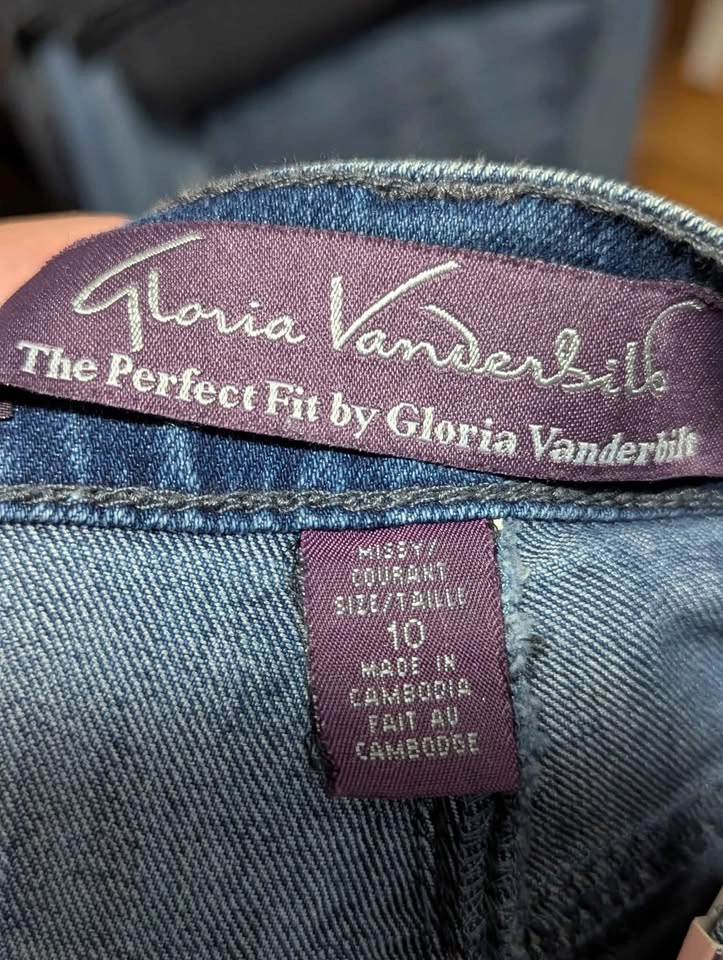 Gloria Vanderbilt
The Perfect Fit by Gloria Vanderbilt
MISSY/
COURANT
SIZE/TAILLE
10
MADE IN
CAMBODIA
FAIT AU
CAMBODGE